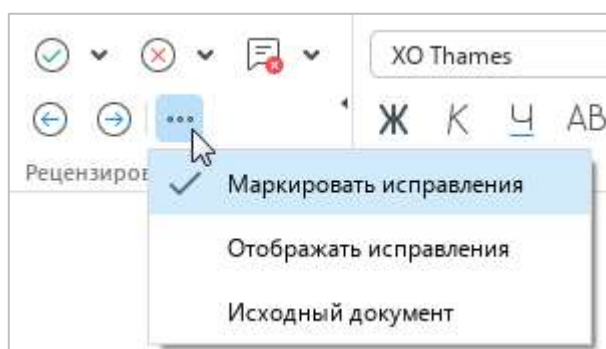 XO Thames
Ж К Ч АВ
Рецензиров
Маркировать исправления
Отображать исправления
Исходный документ